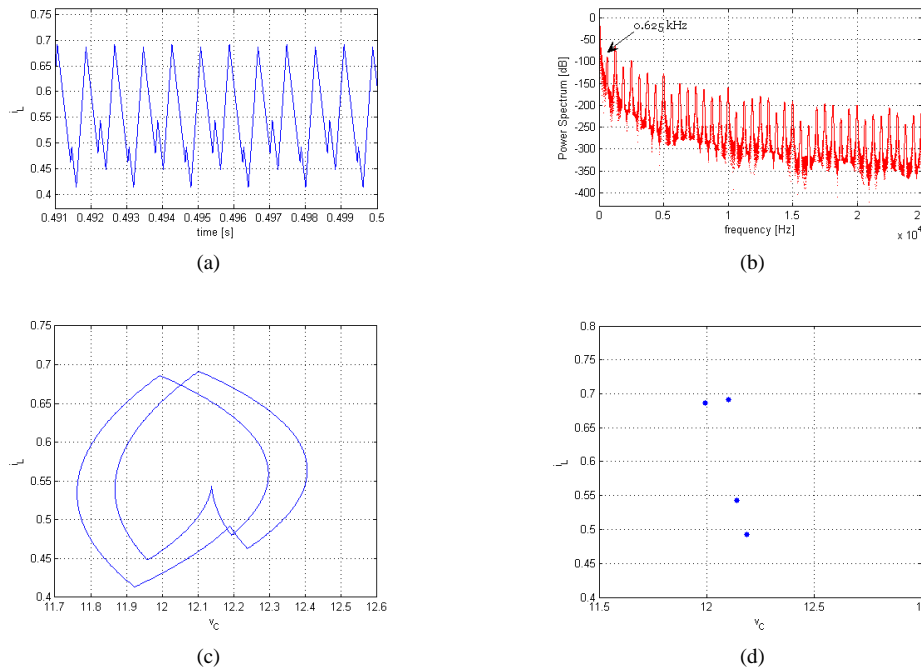 0.75
0.7
0.65
0.6
0.55
0.5
0.45
0.4
i_L
0.491 0.492 0.493 0.494 0.495 0.496 0.497 0.498 0.499 0.5
time [s]
(a)
0
-50
-100
-150
-200
-250
-300
-350
-400
Power Spectrum [dB]
0.625 kHz
0 0.5 1 1.5 2 2.5
frequency [Hz]
x 10^4
(b)
0.75
0.7
0.65
0.6
0.55
0.5
0.45
0.4
i_L
11.7 11.8 11.9 12 12.1 12.2 12.3 12.4 12.5 12.6
v_C
(c)
0.8
0.75
0.7
0.65
0.6
0.55
0.5
0.45
0.4
i_L
11.5 12 12.5
v_C
(d)